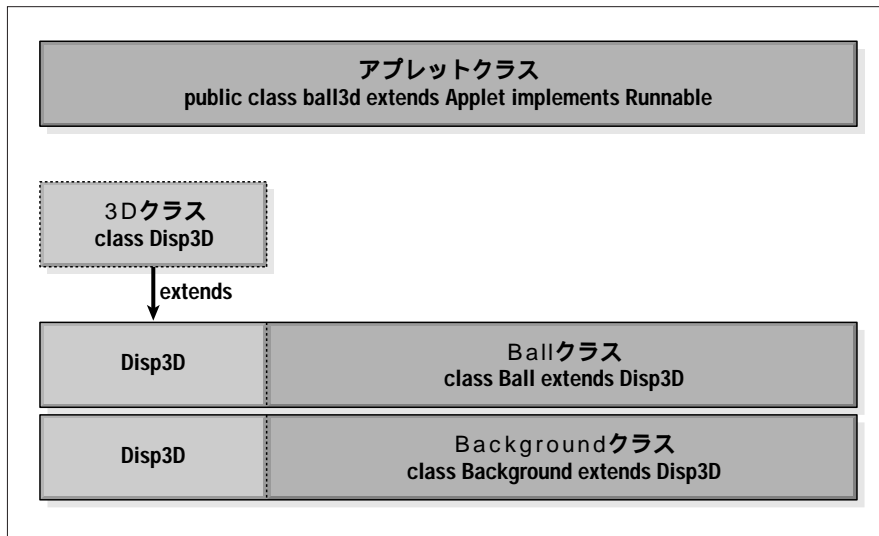 アプレットクラス
public class ball3d extends Applet implements Runnable
3Dクラス
class Disp3D
extends
Disp3D
Ballクラス
class Ball extends Disp3D
Disp3D
Backgroundクラス
class Background extends Disp3D